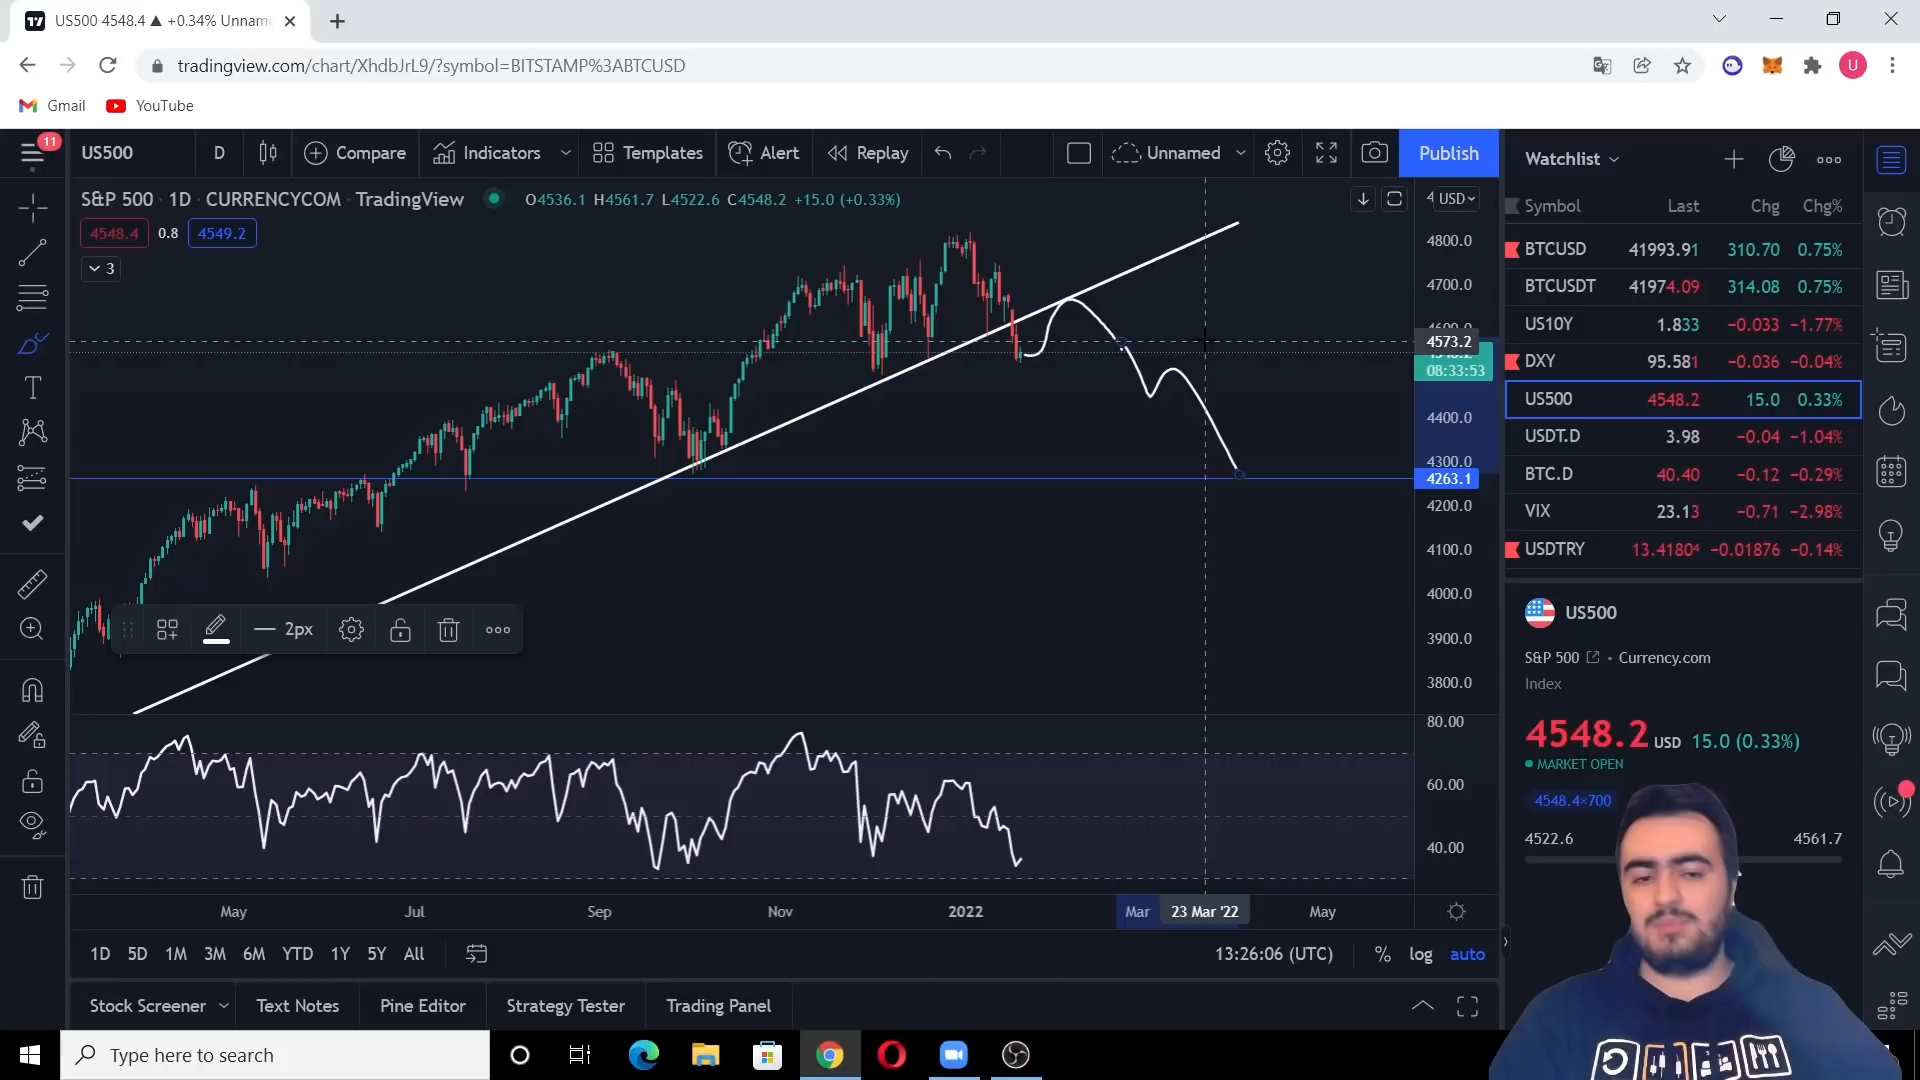 US500 4548.4 ▲ +0.34% Unnam
tradingview.com/chart/XhdbJrL9/?symbol=BITSTAMP%3ABTCUSD
U
Gmail YouTube
11
US500 D Compare Indicators Templates Alert Replay Unnamed Publish
S&P 500 · 1D · CURRENCYCOM · TradingView O4536.1 H4561.7 L4522.6 C4548.2 +15.0 (+0.33%)
USD
4548.4 0.8 4549.2
3
4800.0
4700.0
4573.2
08:33:53
4400.0
4300.0
4263.1
4200.0
4100.0
4000.0
3900.0
3800.0
2px
80.00
60.00
40.00
May Jul Sep Nov 2022 Mar 23 Mar '22 May
1D 5D 1M 3M 6M YTD 1Y 5Y All 13:26:06 (UTC) % log auto
Stock Screener Text Notes Pine Editor Strategy Tester Trading Panel
Watchlist
Symbol Last Chg Chg%
BTCUSD 41993.91 310.70 0.75%
BTCUSDT 41974.09 314.08 0.75%
US10Y 1.833 −0.033 −1.77%
DXY 95.581 −0.036 −0.04%
US500 4548.2 15.0 0.33%
USDT.D 3.98 −0.04 −1.04%
BTC.D 40.40 −0.12 −0.29%
VIX 23.13 −0.71 −2.98%
USDTRY 13.41804 −0.01876 −0.14%
US500
S&P 500 · Currency.com
Index
4548.2 USD 15.0 (0.33%)
MARKET OPEN
4548.4×700
4522.6 4561.7
Type here to search